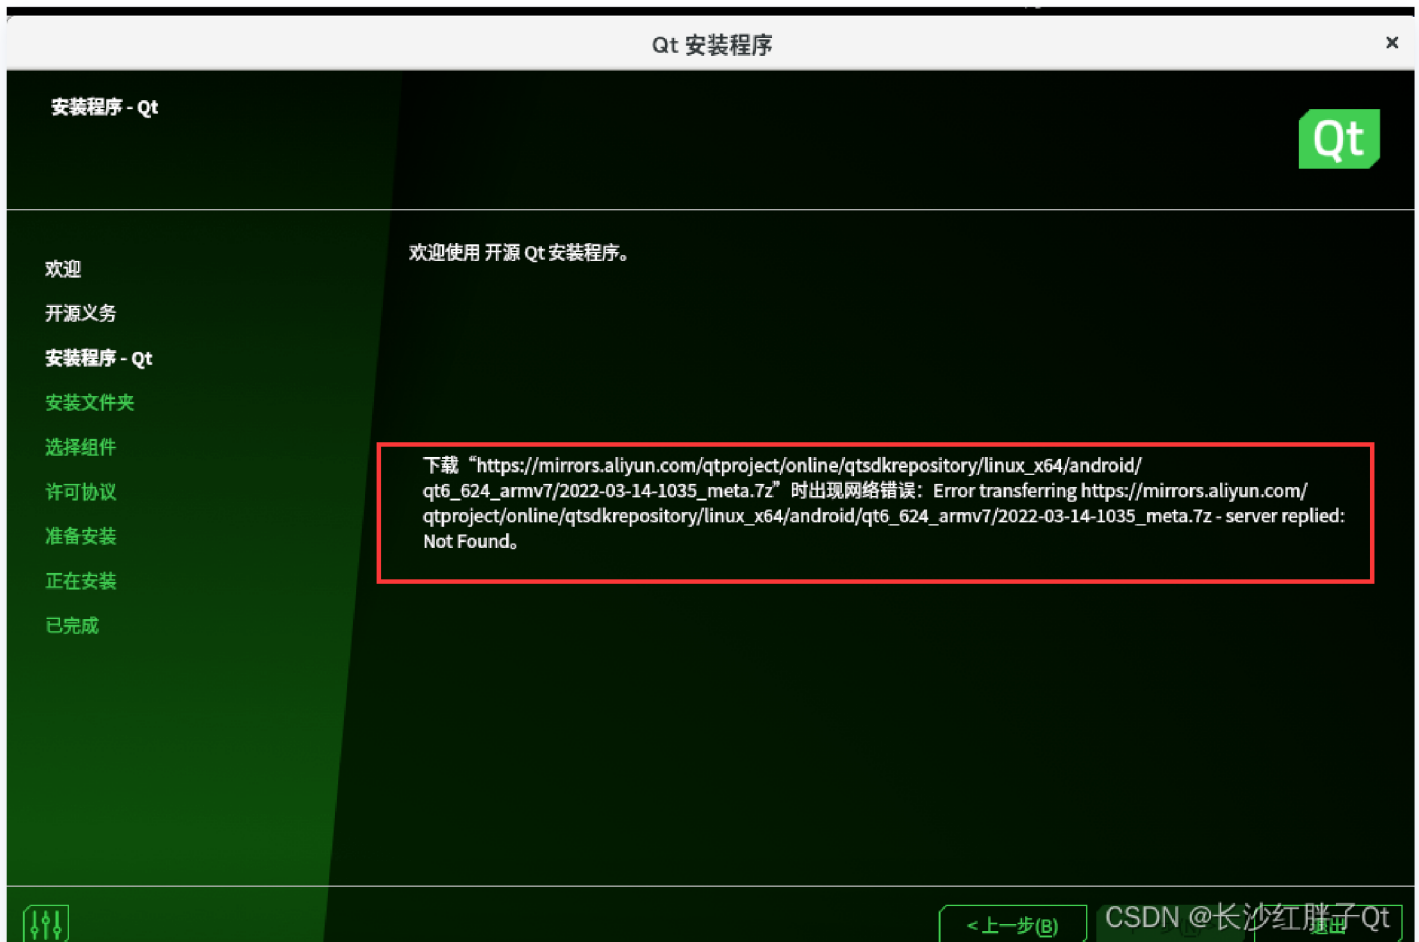 Qt 安装程序
×
安装程序 - Qt
Qt
欢迎使用 开源 Qt 安装程序。
欢迎
开源义务
安装程序 - Qt
安装文件夹
选择组件
许可协议
准备安装
正在安装
已完成
下载“https://mirrors.aliyun.com/qtproject/online/qtsdkrepository/linux_x64/android/
qt6_624_armv7/2022-03-14-1035_meta.7z”时出现网络错误：Error transferring https://mirrors.aliyun.com/
qtproject/online/qtsdkrepository/linux_x64/android/qt6_624_armv7/2022-03-14-1035_meta.7z - server replied:
Not Found。
< 上一步(B)
退出
CSDN @长沙红胖子Qt